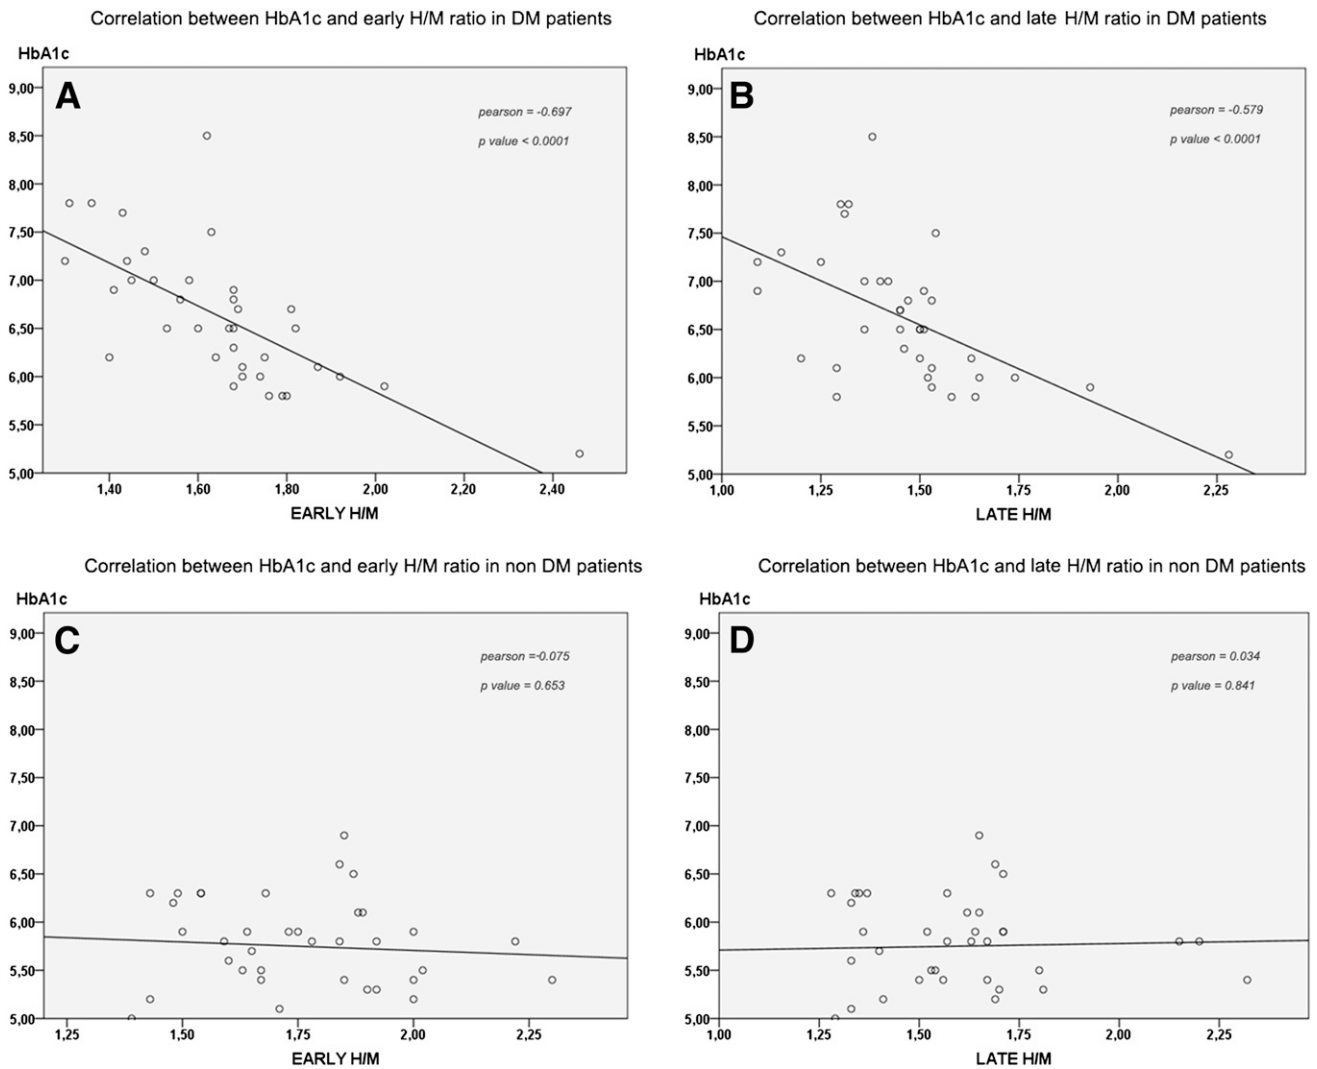 Correlation between HbA1c and early H/M ratio in DM patients
HbA1c
A
pearson = -0.697
p value < 0.0001
9,00
8,50
8,00
7,50
7,00
6,50
6,00
5,50
5,00
1,40 1,60 1,80 2,00 2,20 2,40
EARLY H/M
Correlation between HbA1c and late H/M ratio in DM patients
HbA1c
B
pearson = -0.579
p value < 0.0001
9,00
8,50
8,00
7,50
7,00
6,50
6,00
5,50
5,00
1,00 1,25 1,50 1,75 2,00 2,25
LATE H/M
Correlation between HbA1c and early H/M ratio in non DM patients
HbA1c
C
pearson =-0.075
p value = 0.653
9,00
8,50
8,00
7,50
7,00
6,50
6,00
5,50
5,00
1,25 1,50 1,75 2,00 2,25
EARLY H/M
Correlation between HbA1c and late H/M ratio in non DM patients
HbA1c
D
pearson = 0.034
p value = 0.841
9,00
8,50
8,00
7,50
7,00
6,50
6,00
5,50
5,00
1,00 1,25 1,50 1,75 2,00 2,25
LATE H/M